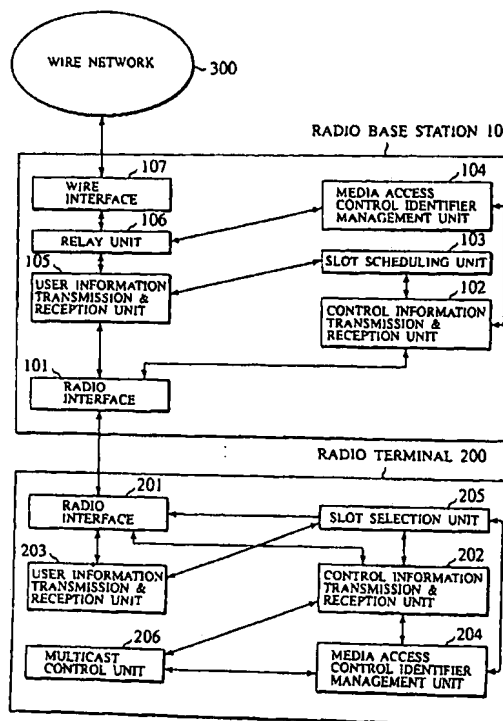 WIRE NETWORK
300
RADIO BASE STATION 10
107
WIRE
INTERFACE
106
RELAY UNIT
105
USER INFORMATION
TRANSMISSION &
RECEPTION UNIT
101
RADIO
INTERFACE
104
MEDIA ACCESS
CONTROL IDENTIFIER
MANAGEMENT UNIT
103
SLOT SCHEDULING UNIT
102
CONTROL INFORMATION
TRANSMISSION &
RECEPTION UNIT
RADIO TERMINAL 200
201
RADIO
INTERFACE
203
USER INFORMATION
TRANSMISSION &
RECEPTION UNIT
206
MULTICAST
CONTROL UNIT
205
SLOT SELECTION UNIT
202
CONTROL INFORMATION
TRANSMISSION &
RECEPTION UNIT
204
MEDIA ACCESS
CONTROL IDENTIFIER
MANAGEMENT UNIT